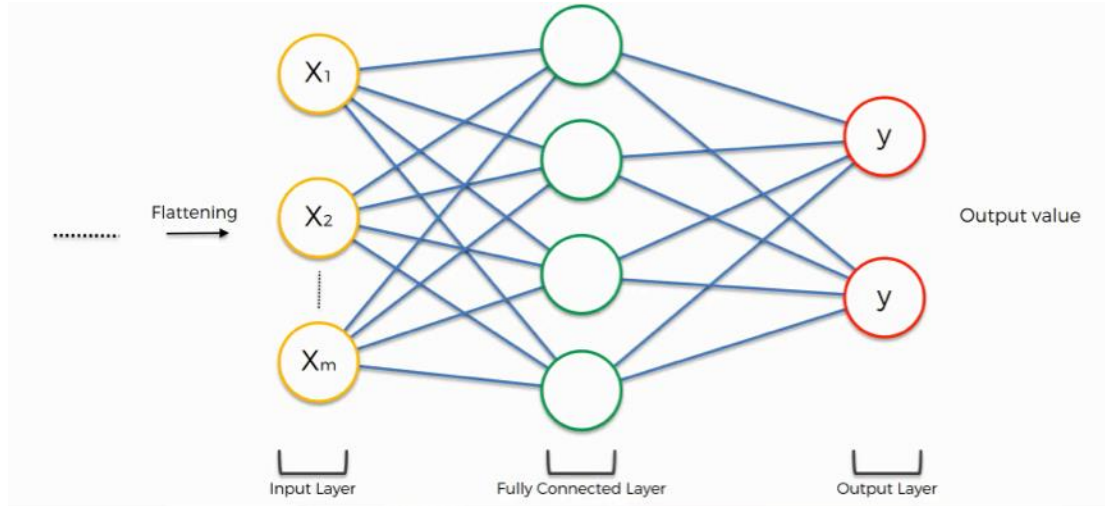 X₁
Flattening
X₂
Xₘ
y
y
Output value
Input Layer
Fully Connected Layer
Output Layer